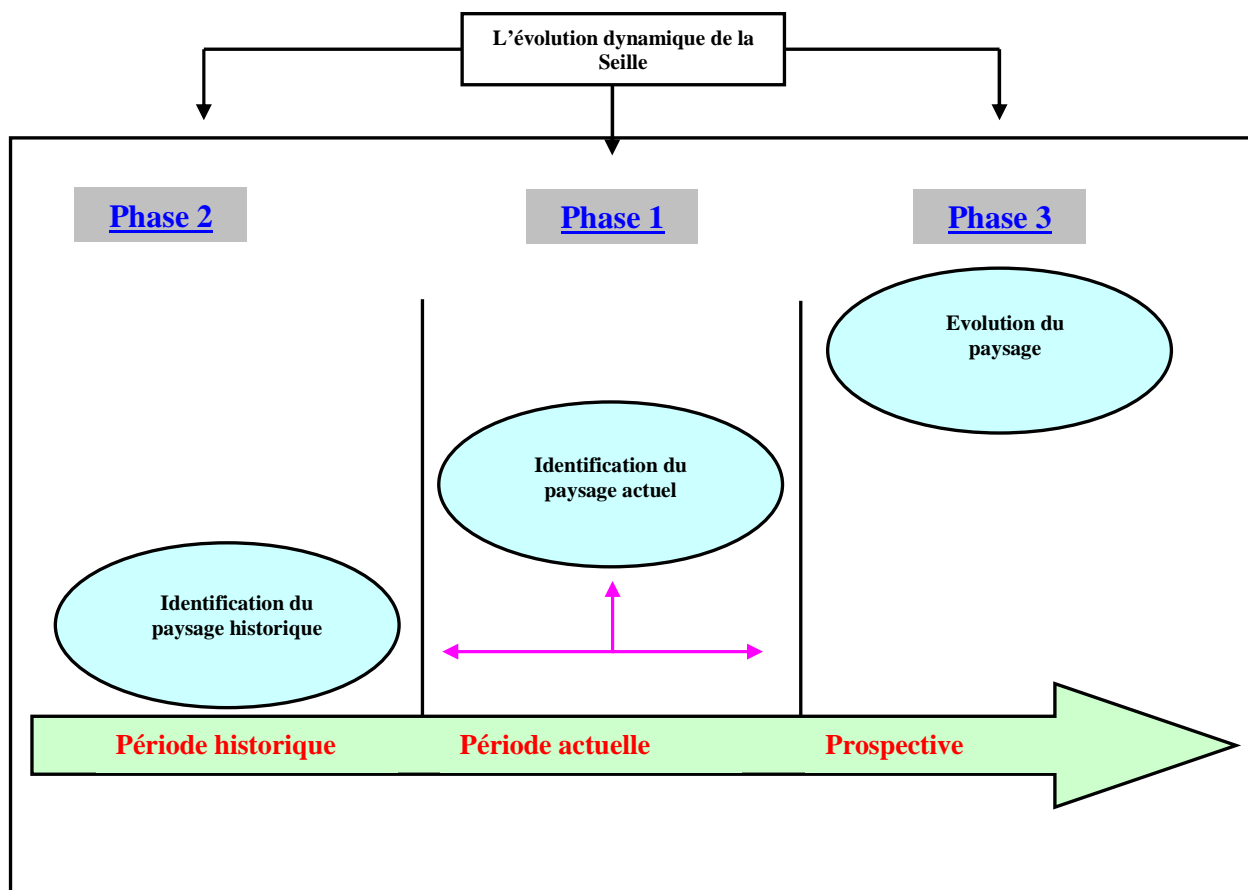 L'évolution dynamique de la
Seille
Phase 2
Phase 1
Phase 3
Evolution du
paysage
Identification du
paysage actuel
Identification du
paysage historique
Période historique
Période actuelle
Prospective